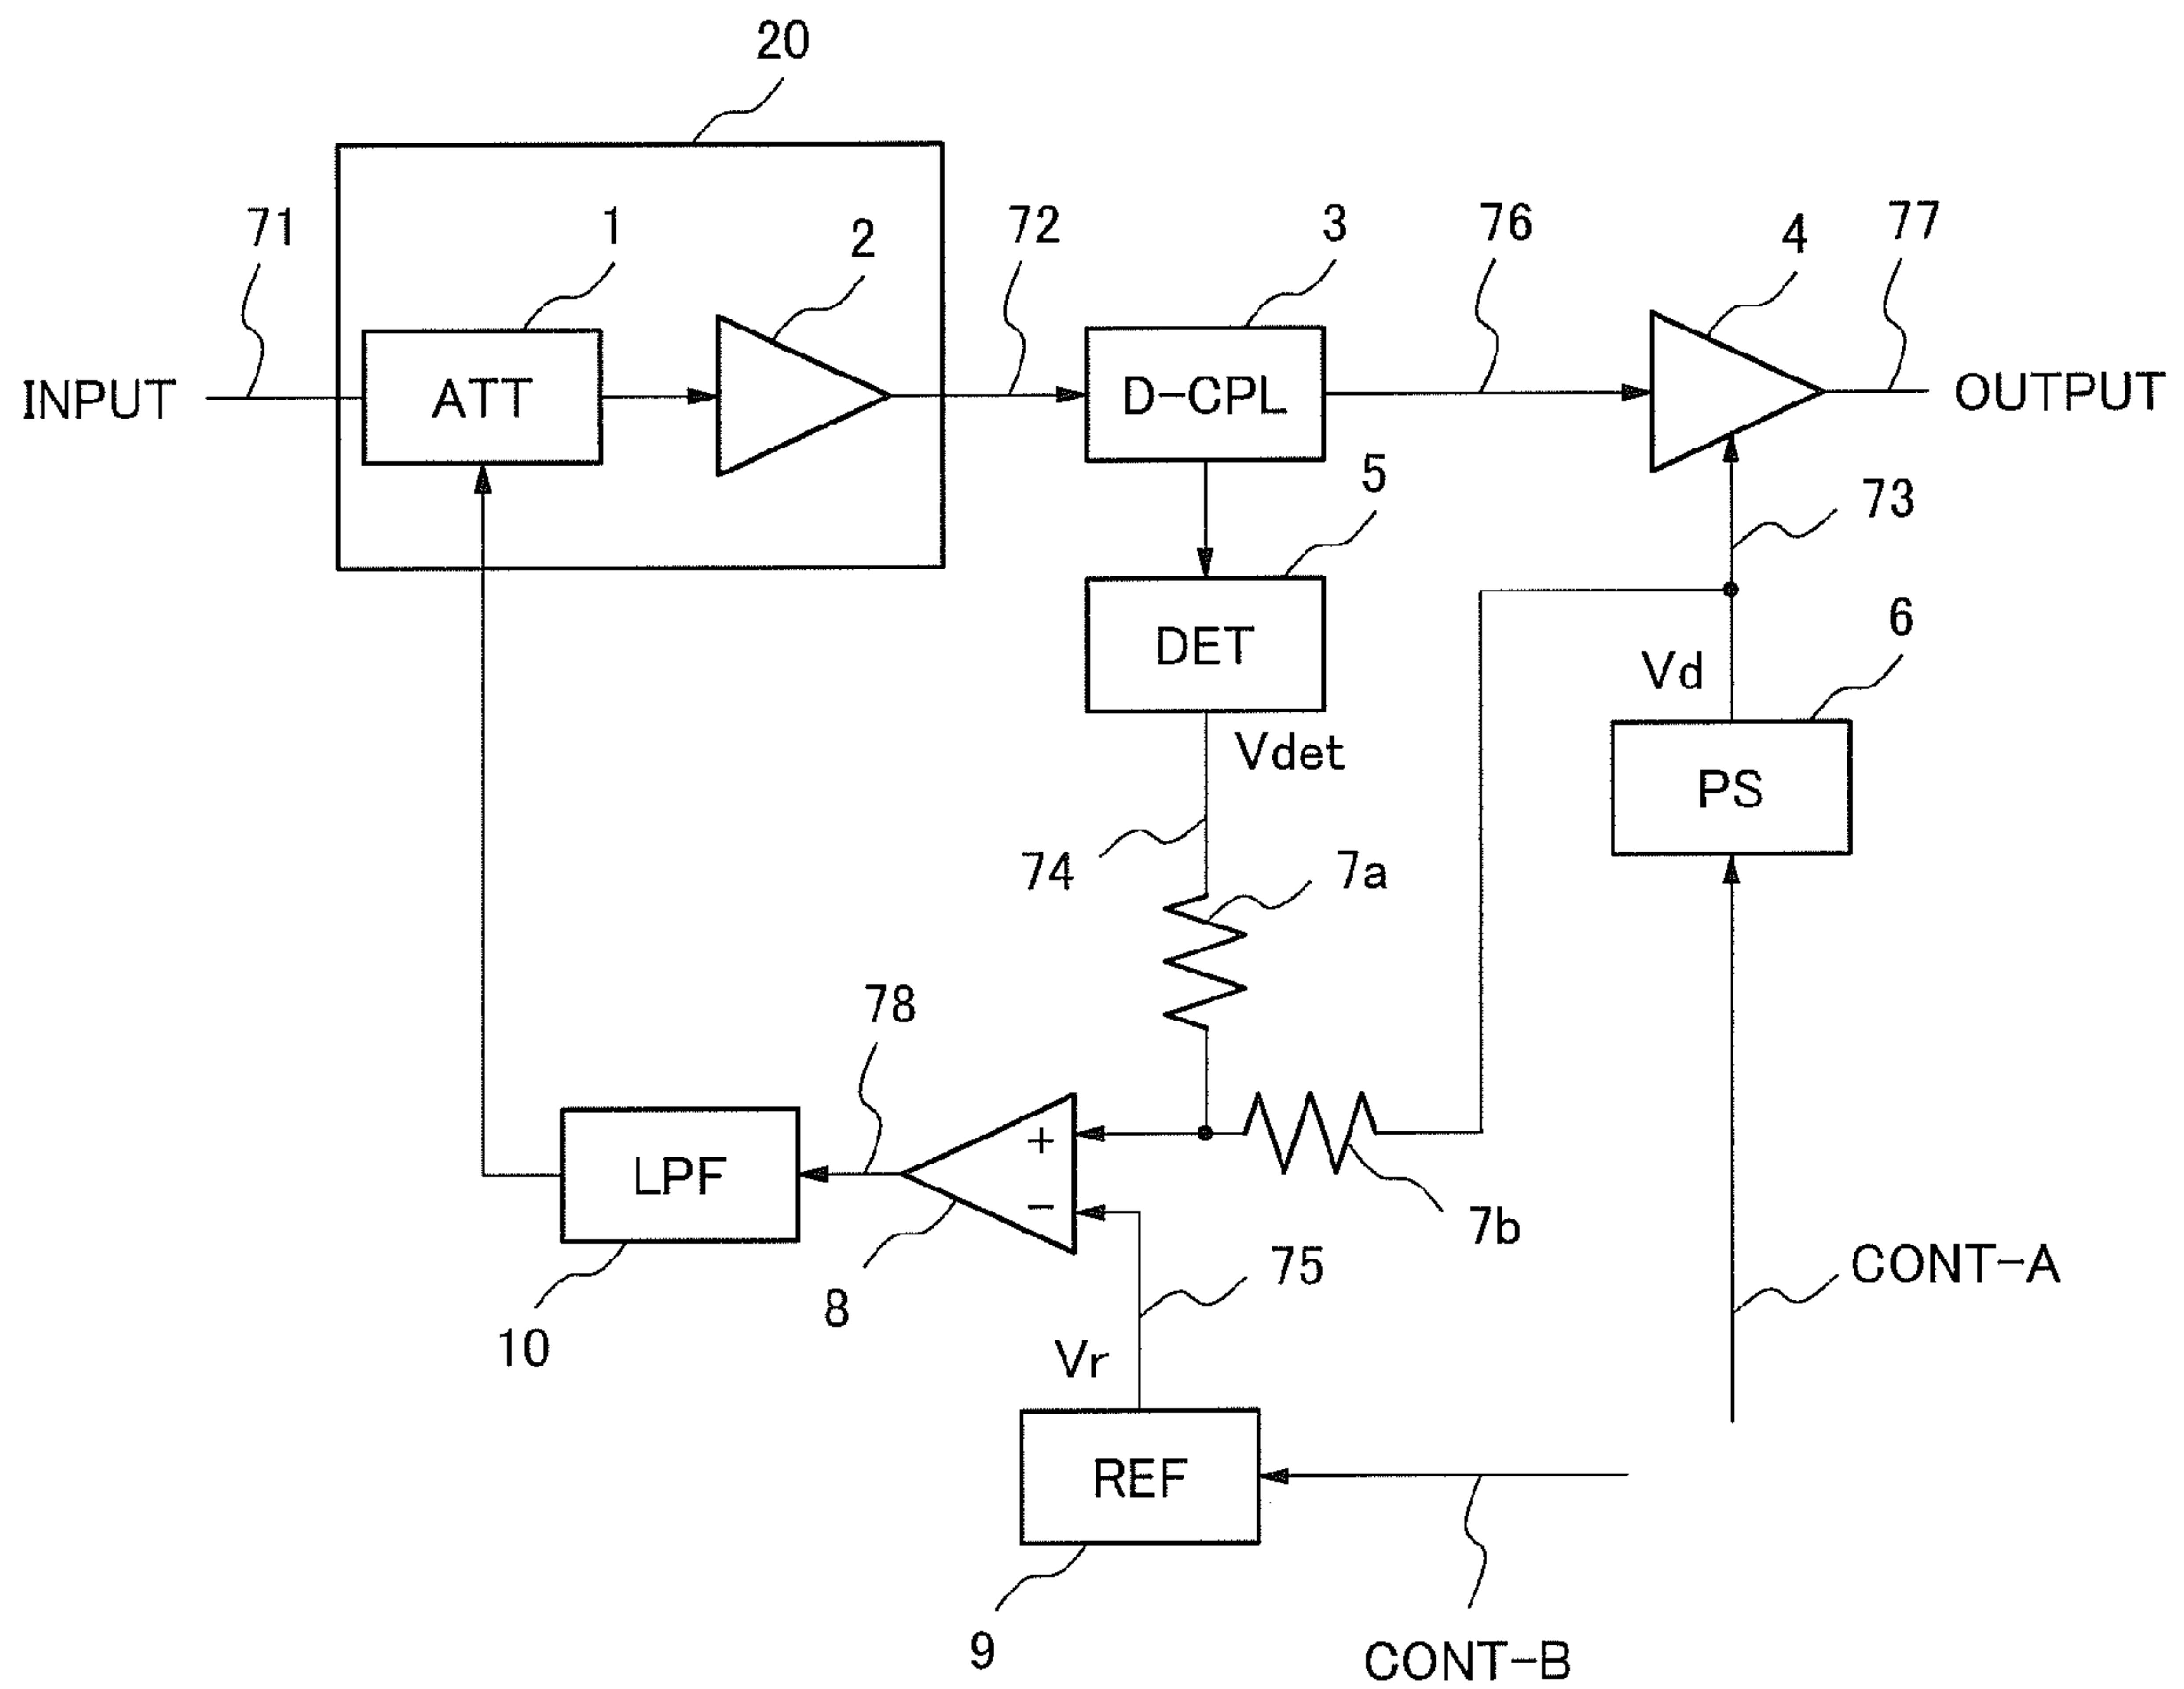 20
71
1
2
72
3
76
4
77
INPUT
ATT
D-CPL
OUTPUT
5
73
DET
6
Vd
Vdet
PS
74
7a
78
+
LPF
−
7b
75
CONT-A
8
10
Vr
REF
9
CONT-B